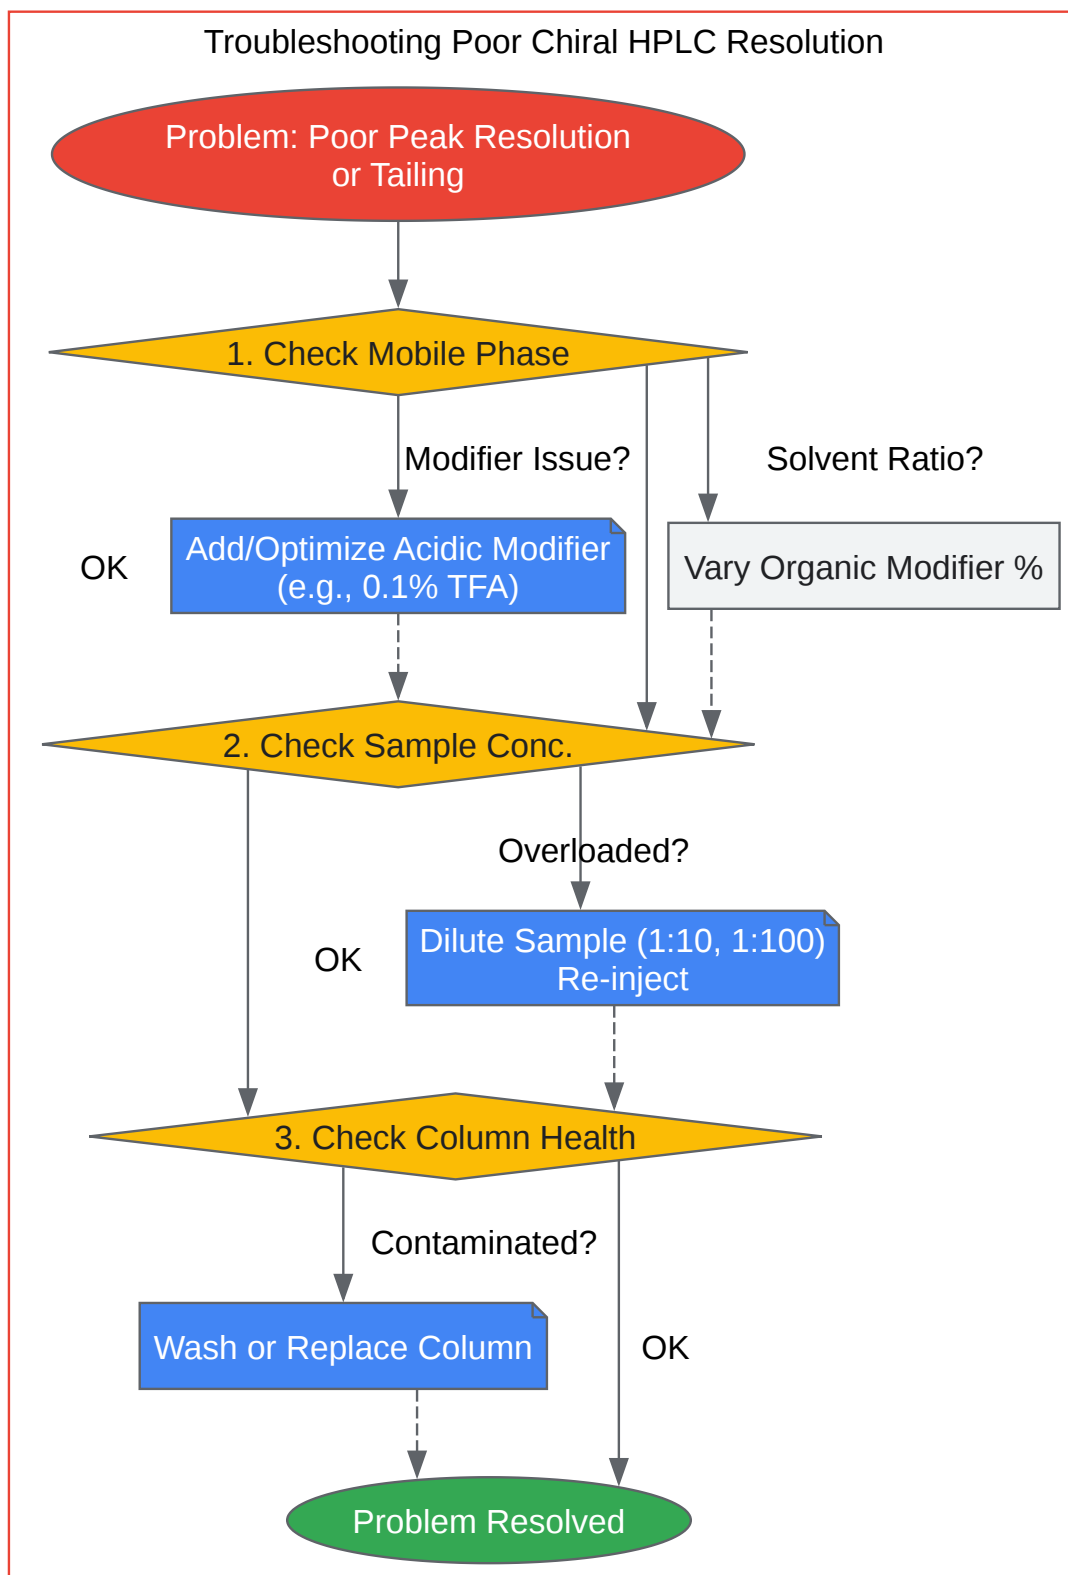 Troubleshooting Poor Chiral HPLC Resolution
Problem: Poor Peak Resolution
or Tailing
1. Check Mobile Phase
Modifier Issue?
Solvent Ratio?
OK
Add/Optimize Acidic Modifier
(e.g., 0.1% TFA)
Vary Organic Modifier %
2. Check Sample Conc.
Overloaded?
OK
Dilute Sample (1:10, 1:100)
Re-inject
3. Check Column Health
Contaminated?
Wash or Replace Column
OK
Problem Resolved